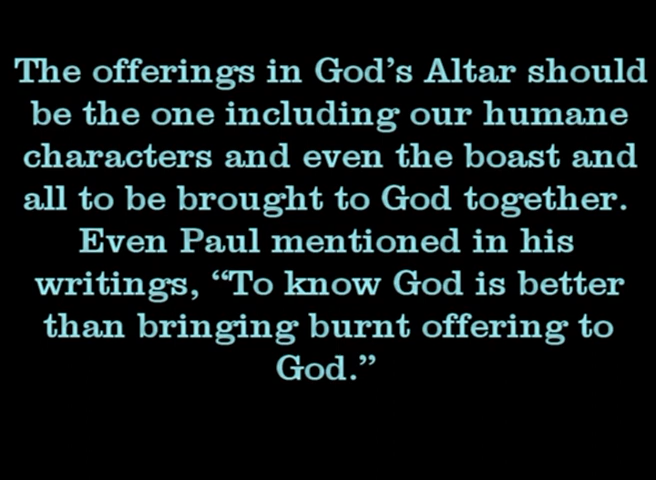 The offerings in God’s Altar should
be the one including our humane
characters and even the boast and
all to be brought to God together.
Even Paul mentioned in his
writings, “To know God is better
than bringing burnt offering to
God.”